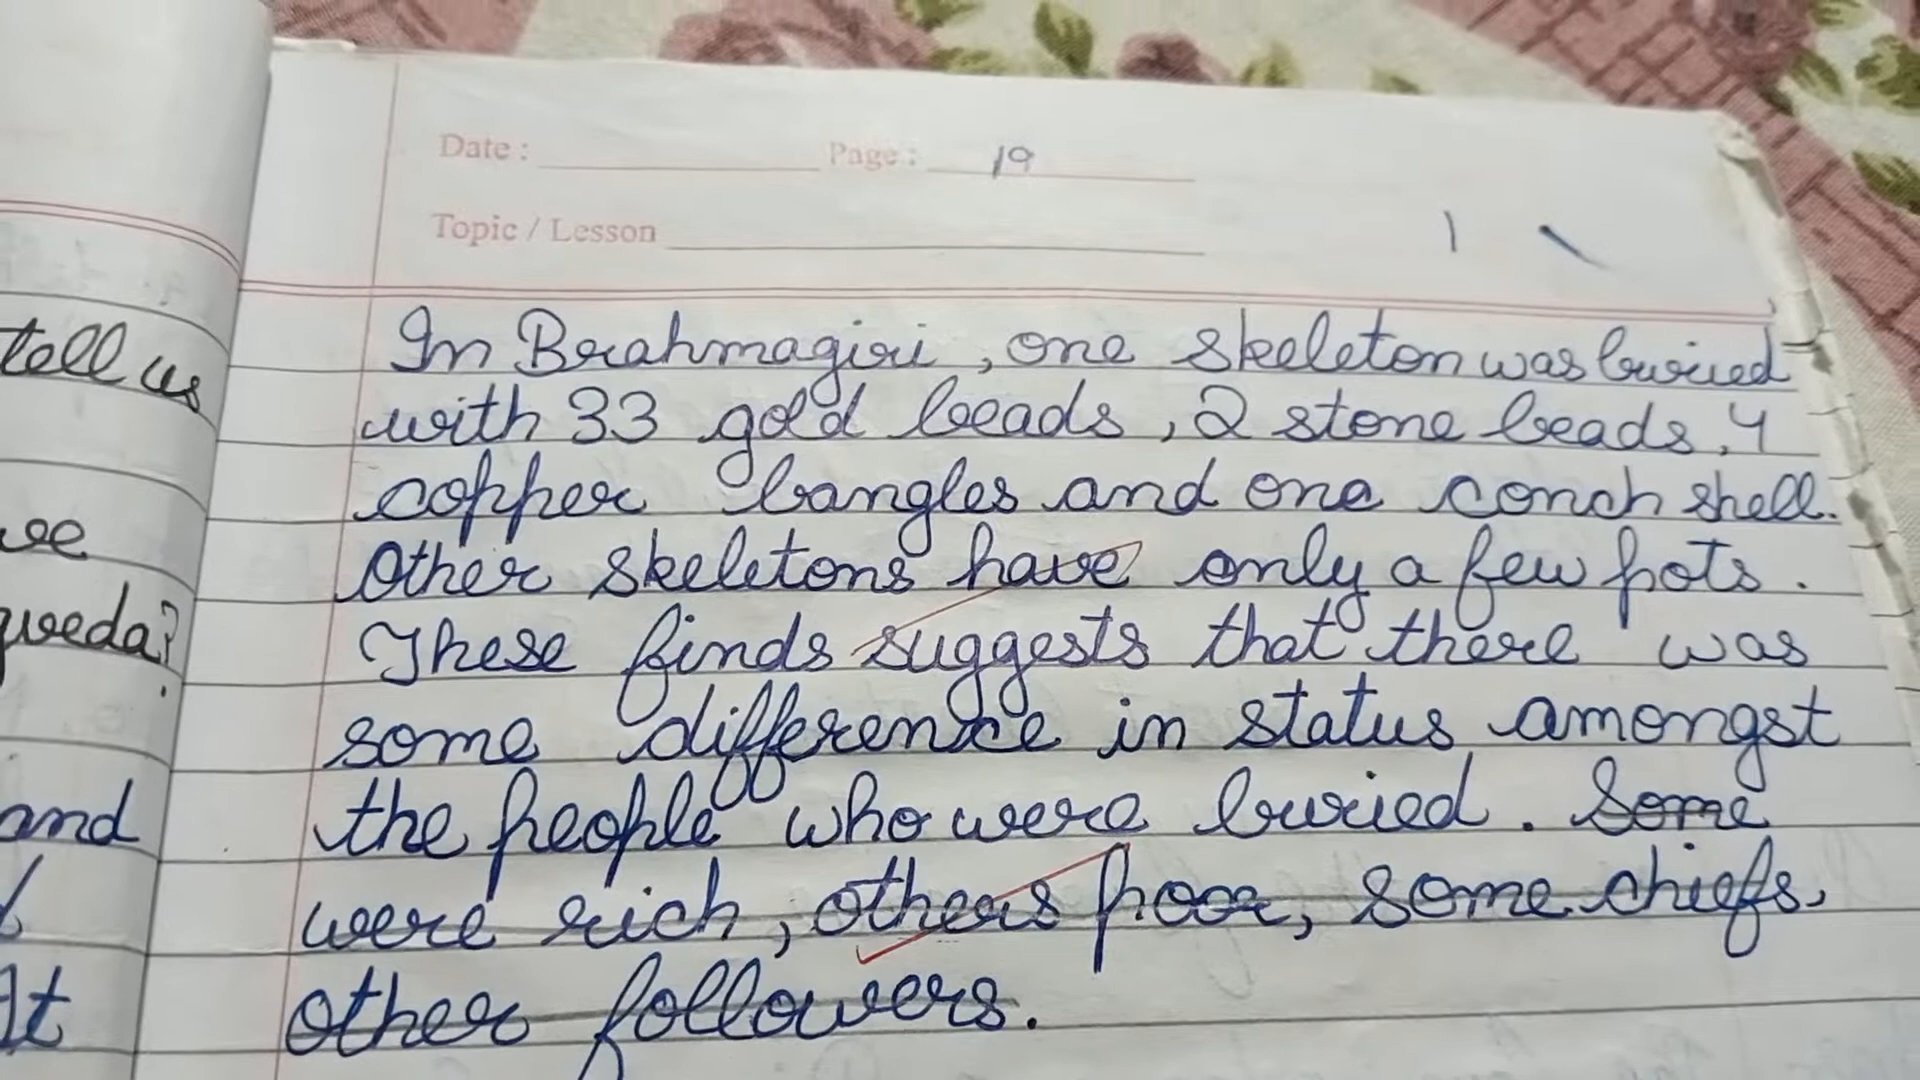 Date :
Page : 19
Topic / Lesson
tell us
queda?
and
It
In Brahmagiri, one skeleton was buried
with 33 gold beads, 2 stone beads, 4
copper bangles and one conch shell.
Other skeletons have only a few pots.
These finds suggests that there was
some difference in status amongst
the people who were buried. Some
were rich, others poor, some chiefs,
other followers.